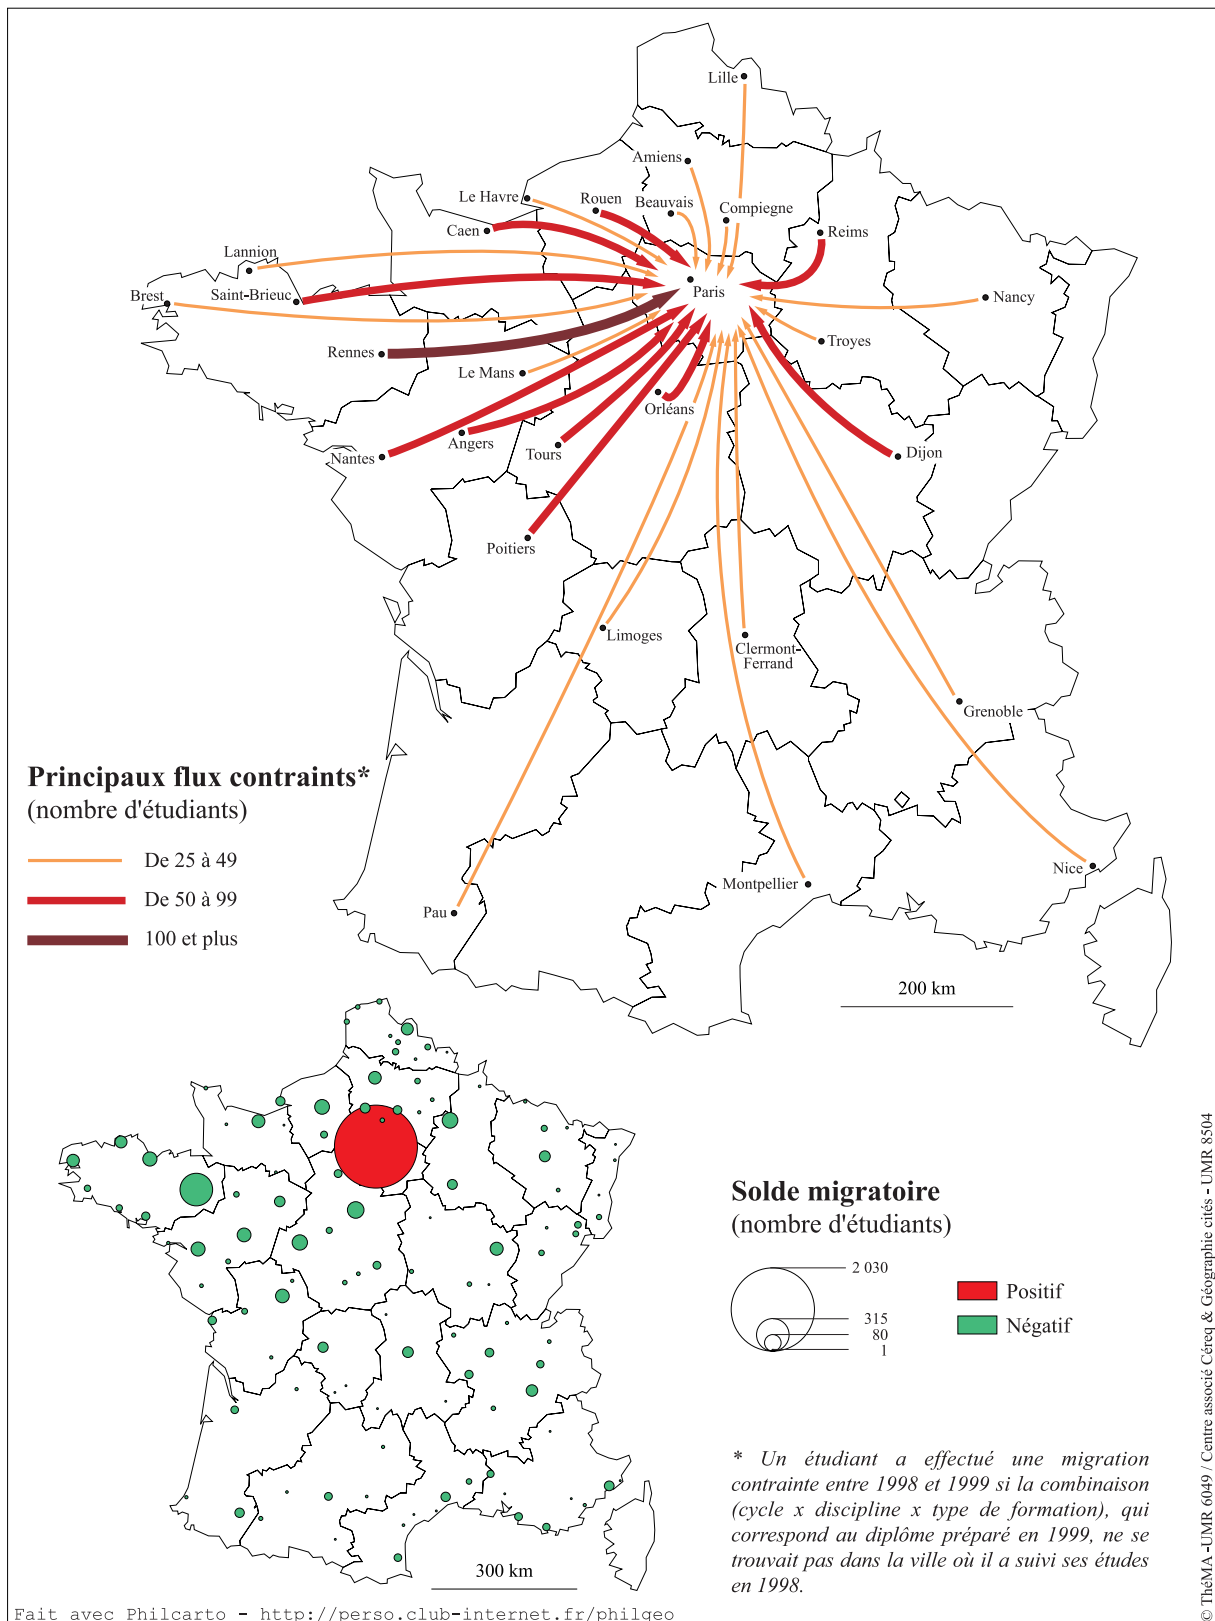 Lille
Amiens
Le Havre
Rouen
Beauvais
Compiegne
Caen
Reims
Lannion
Brest
Saint-Brieuc
Paris
Nancy
Rennes
Le Mans
Troyes
Orléans
Nantes
Angers
Tours
Dijon
Poitiers
Limoges
Clermont-
Ferrand
Grenoble
Principaux flux contraints*
(nombre d'étudiants)
De 25 à 49
De 50 à 99
100 et plus
Pau
Montpellier
Nice
200 km
Solde migratoire
(nombre d'étudiants)
2 030
315
80
1
Positif
Négatif
* Un étudiant a effectué une migration
contrainte entre 1998 et 1999 si la combinaison
(cycle x discipline x type de formation), qui
correspond au diplôme préparé en 1999, ne se
trouvait pas dans la ville où il a suivi ses études
en 1998.
300 km
Fait avec Philcarto - http://perso.club-internet.fr/philgeo
© ThéMA -UMR 6049 / Centre associé Céreq & Géographie cités - UMR 8504